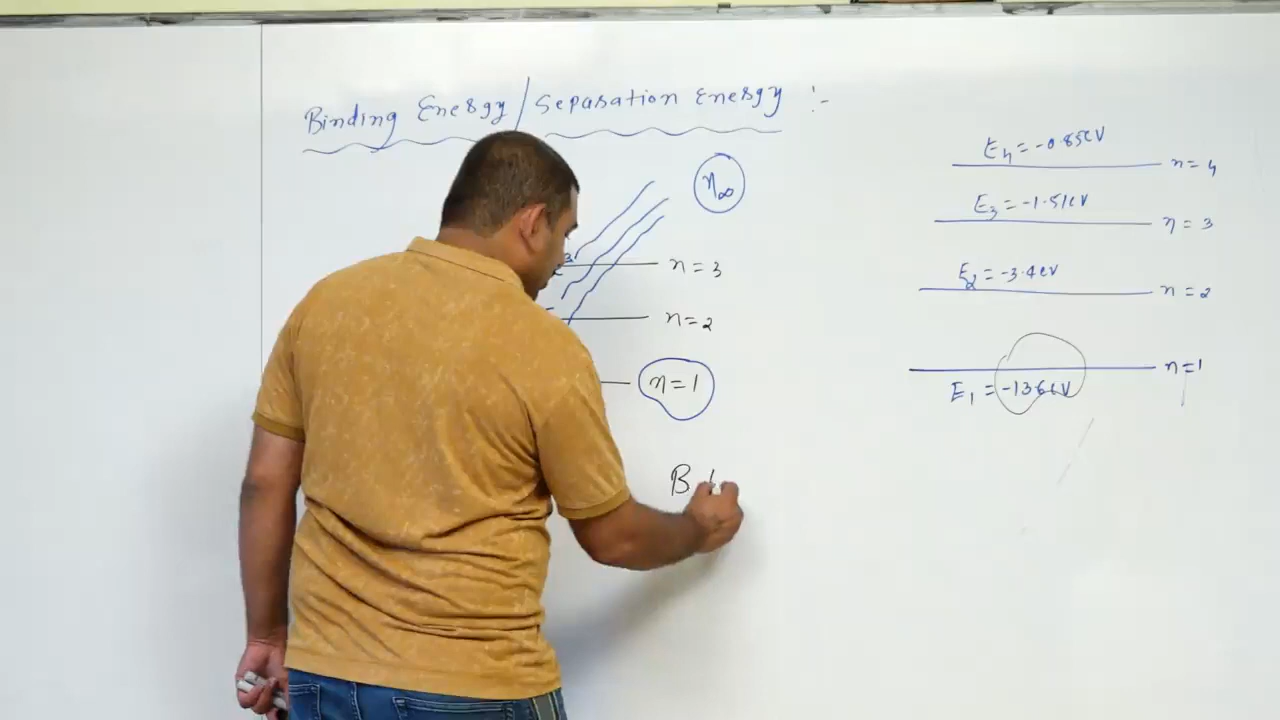 Binding Energy / Separation Energy :-
η∞
n = 3
n = 2
n = 1
B
E4 = -0.85eV
n = 4
E3 = -1.51eV
n = 3
E2 = -3.4eV
n = 2
n = 1
E1 = -13.6eV